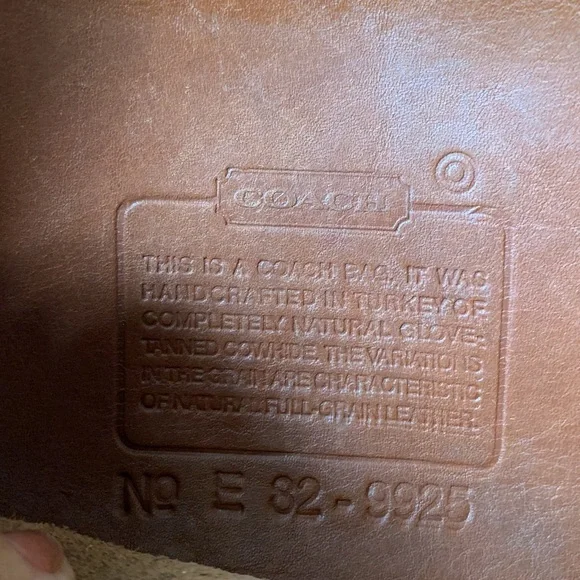 COACH
THIS IS A COACH BAG. IT WAS
HANDCRAFTED IN TURKEY OF
COMPLETELY NATURAL GLOVE-
TANNED COWHIDE, THE VARIATIONS
IN THE GRAIN ARE CHARACTERISTIC
OF NATURAL FULL-GRAIN LEATHER.
No E 32-9925